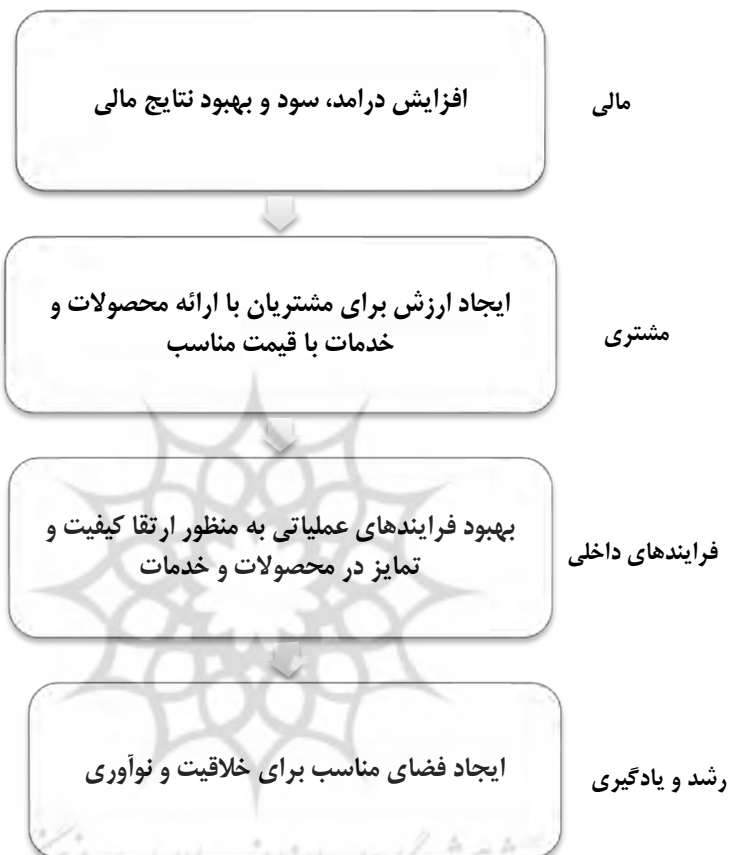 افزایش درامد، سود و بهبود نتایج مالی
مالی
ایجاد ارزش برای مشتریان با ارائه محصولات و
خدمات با قیمت مناسب
مشتری
بهبود فرایندهای عملیاتی به منظور ارتقا کیفیت و
تمایز در محصولات و خدمات
فرایندهای داخلی
ایجاد فضای مناسب برای خلاقیت و نوآوری
رشد و یادگیری